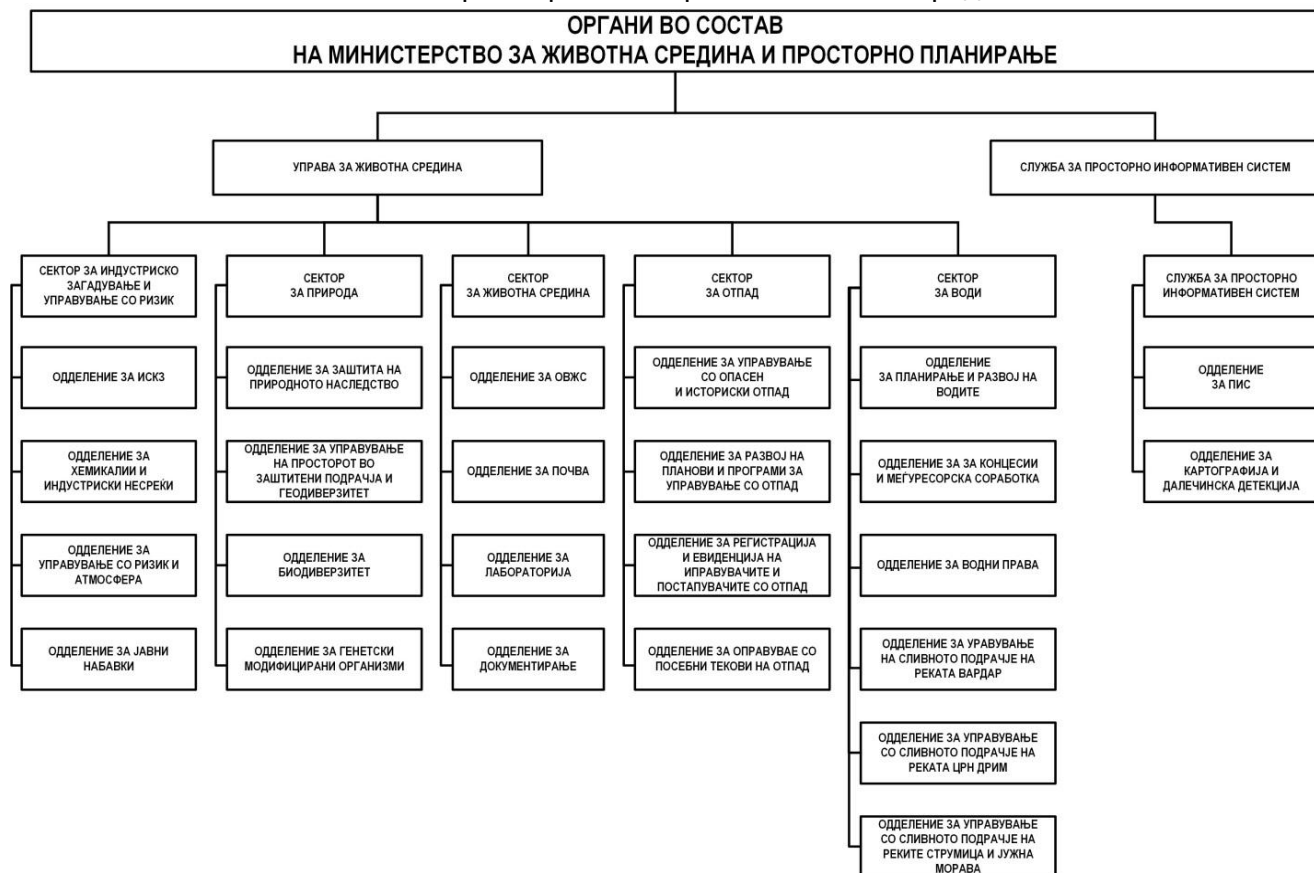 ОРГАНИ ВО СОСТАВ
НА МИНИСТЕРСТВО ЗА ЖИВОТНА СРЕДИНА И ПРОСТОРНО ПЛАНИРАЊЕ
УПРАВА ЗА ЖИВОТНА СРЕДИНА
СЛУЖБА ЗА ПРОСТОРНО ИНФОРМАТИВЕН СИСТЕМ
СЕКТОР ЗА ИНДУСТРИСКО
ЗАГАДУВАЊЕ И
УПРАВУВАЊЕ СО РИЗИК
ОДДЕЛЕНИЕ ЗА ИСКЗ
ОДДЕЛЕНИЕ ЗА
ХЕМИКАЛИИ И
ИНДУСТРИСКИ НЕСРЕЌИ
ОДДЕЛЕНИЕ ЗА
УПРАВУВАЊЕ СО РИЗИК И
АТМОСФЕРА
ОДДЕЛЕНИЕ ЗА ЈАВНИ
НАБАВКИ
СЕКТОР
ЗА ПРИРОДА
ОДДЕЛЕНИЕ ЗА ЗАШТИТА НА
ПРИРОДНОТО НАСЛЕДСТВО
ОДДЕЛЕНИЕ ЗА УПРАВУВАЊЕ
НА ПРОСТОРОТ ВО
ЗАШТИТЕНИ ПОДРАЧЈА И
ГЕОДИВЕРЗИТЕТ
ОДДЕЛЕНИЕ ЗА
БИОДИВЕРЗИТЕТ
ОДДЕЛЕНИЕ ЗА ГЕНЕТСКИ
МОДИФИЦИРАНИ ОРГАНИЗМИ
СЕКТОР
ЗА ЖИВОТНА СРЕДИНА
ОДДЕЛЕНИЕ ЗА ОВЖС
ОДДЕЛЕНИЕ ЗА ПОЧВА
ОДДЕЛЕНИЕ ЗА
ЛАБОРАТОРИЈА
ОДДЕЛЕНИЕ ЗА
ДОКУМЕНТИРАЊЕ
СЕКТОР
ЗА ОТПАД
ОДДЕЛЕНИЕ ЗА УПРАВУВАЊЕ
СО ОПАСЕН
И ИСТОРИСКИ ОТПАД
ОДДЕЛЕНИЕ ЗА РАЗВОЈ НА
ПЛАНОВИ И ПРОГРАМИ ЗА
УПРАВУВАЊЕ СО ОТПАД
ОДДЕЛЕНИЕ ЗА РЕГИСТРАЦИЈА
И ЕВИДЕНЦИЈА НА
ИПРАВУВАЧИТЕ И
ПОСТАПУВАЧИТЕ СО ОТПАД
ОДДЕЛЕНИЕ ЗА ОПРАВУВАЕ СО
ПОСЕБНИ ТЕКОВИ НА ОТПАД
СЕКТОР
ЗА ВОДИ
ОДДЕЛЕНИЕ
ЗА ПЛАНИРАЊЕ И РАЗВОЈ НА
ВОДИТЕ
ОДДЕЛЕНИЕ ЗА ЗА КОНЦЕСИИ
И МЕЃУРЕСОРСКА СОРАБОТКА
ОДДЕЛЕНИЕ ЗА ВОДНИ ПРАВА
ОДДЕЛЕНИЕ ЗА УРАВУВАЊЕ
НА СЛИВНОТО ПОДРАЧЈЕ НА
РЕКАТА ВАРДАР
ОДДЕЛЕНИЕ ЗА УПРАВУВАЊЕ
СО СЛИВНОТО ПОДРАЧЈЕ НА
РЕКАТА ЦРН ДРИМ
ОДДЕЛЕНИЕ ЗА УПРАВУВАЊЕ
СО СЛИВНОТО ПОДРАЧЈЕ НА
РЕКИТЕ СТРУМИЦА И ЈУЖНА
МОРАВА
СЛУЖБА ЗА ПРОСТОРНО
ИНФОРМАТИВЕН СИСТЕМ
ОДДЕЛЕНИЕ
ЗА ПИС
ОДДЕЛЕНИЕ ЗА
КАРТОГРАФИЈА И
ДАЛЕЧИНСКА ДЕТЕКЦИЈА